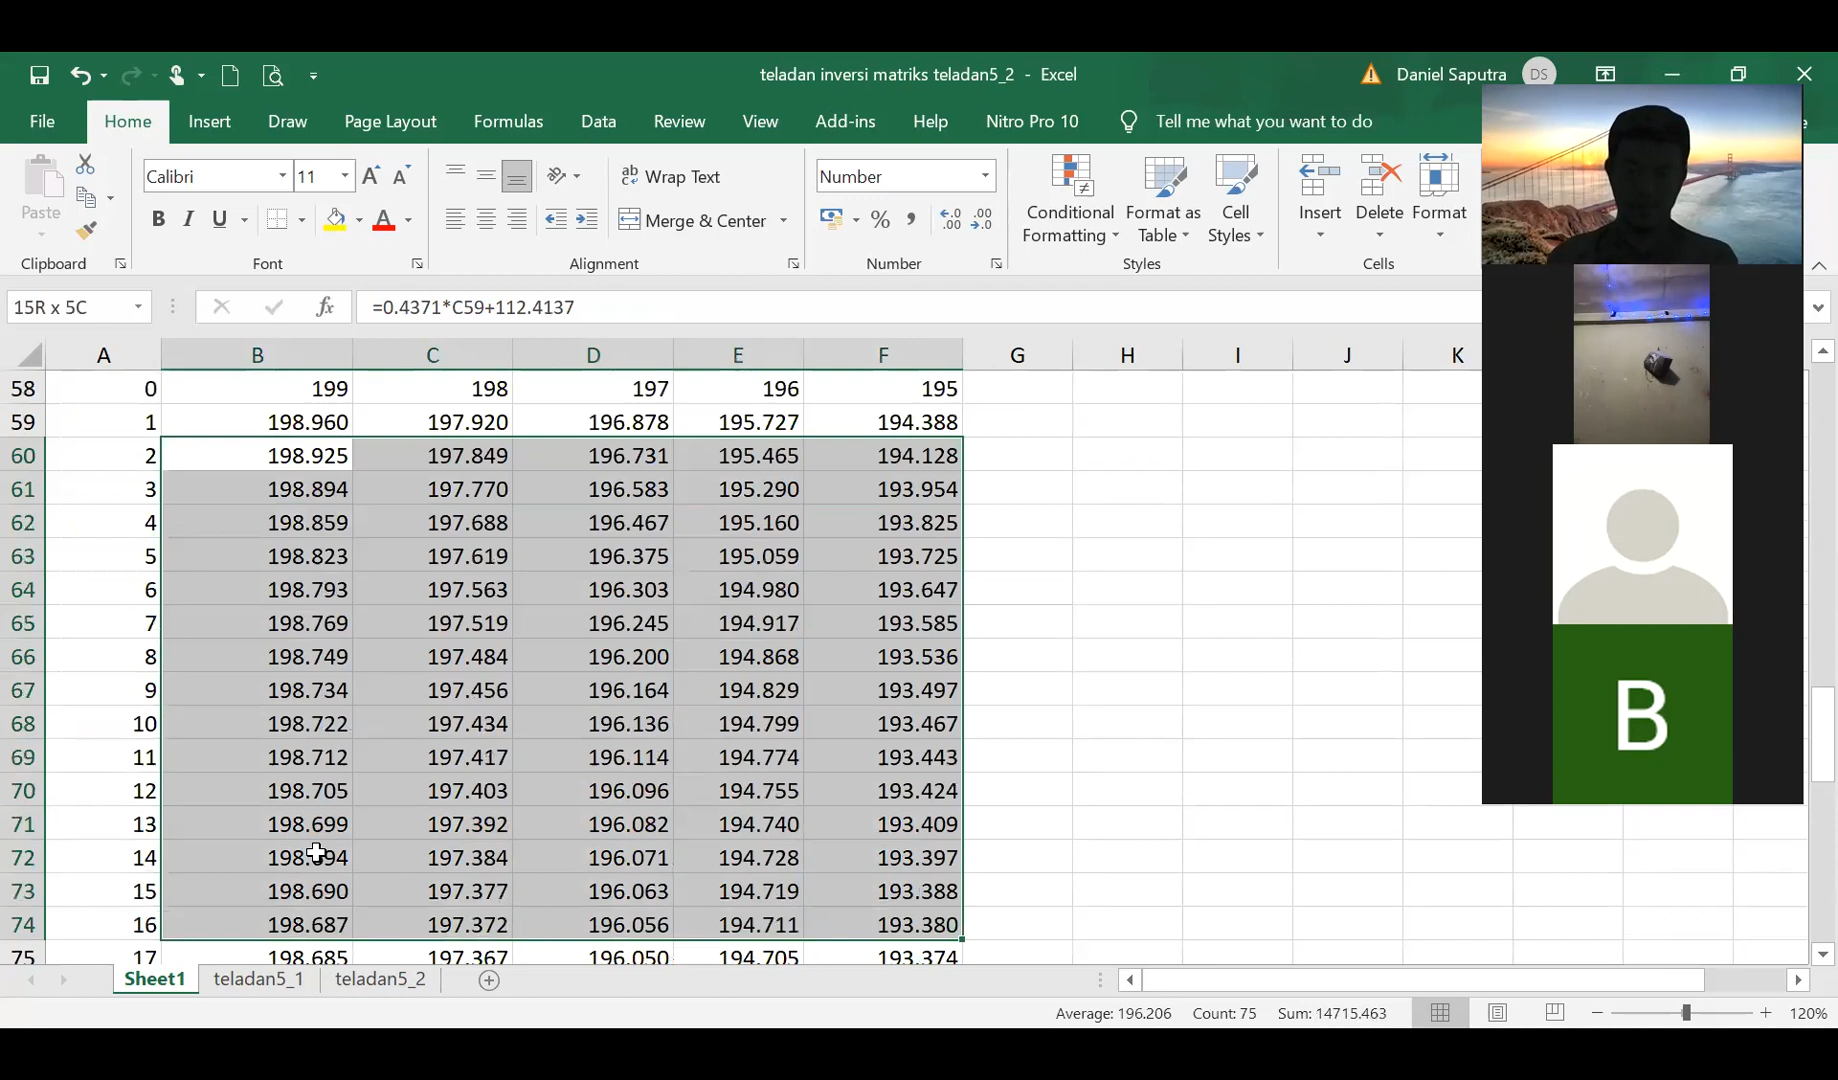 teladan inversi matriks teladan5_2 - Excel
Daniel Saputra DS
File Home Insert Draw Page Layout Formulas Data Review View Add-ins Help Nitro Pro 10 Tell me what you want to do
Paste
Calibri 11
B I U
Wrap Text
Merge & Center
Number
% ,
Conditional Formatting
Format as Table
Cell Styles
Insert Delete Format
Clipboard Font Alignment Number Styles Cells
15R x 5C fx =0.4371*C59+112.4137
A B C D E F G H I J K
58 0 199 198 197 196 195
59 1 198.960 197.920 196.878 195.727 194.388
60 2 198.925 197.849 196.731 195.465 194.128
61 3 198.894 197.770 196.583 195.290 193.954
62 4 198.859 197.688 196.467 195.160 193.825
63 5 198.823 197.619 196.375 195.059 193.725
64 6 198.793 197.563 196.303 194.980 193.647
65 7 198.769 197.519 196.245 194.917 193.585
66 8 198.749 197.484 196.200 194.868 193.536
67 9 198.734 197.456 196.164 194.829 193.497
68 10 198.722 197.434 196.136 194.799 193.467
69 11 198.712 197.417 196.114 194.774 193.443
70 12 198.705 197.403 196.096 194.755 193.424
71 13 198.699 197.392 196.082 194.740 193.409
72 14 198.694 197.384 196.071 194.728 193.397
73 15 198.690 197.377 196.063 194.719 193.388
74 16 198.687 197.372 196.056 194.711 193.380
75 17 198.685 197.367 196.050 194.705 193.374
B
Sheet1 teladan5_1 teladan5_2
Average: 196.206 Count: 75 Sum: 14715.463 120%